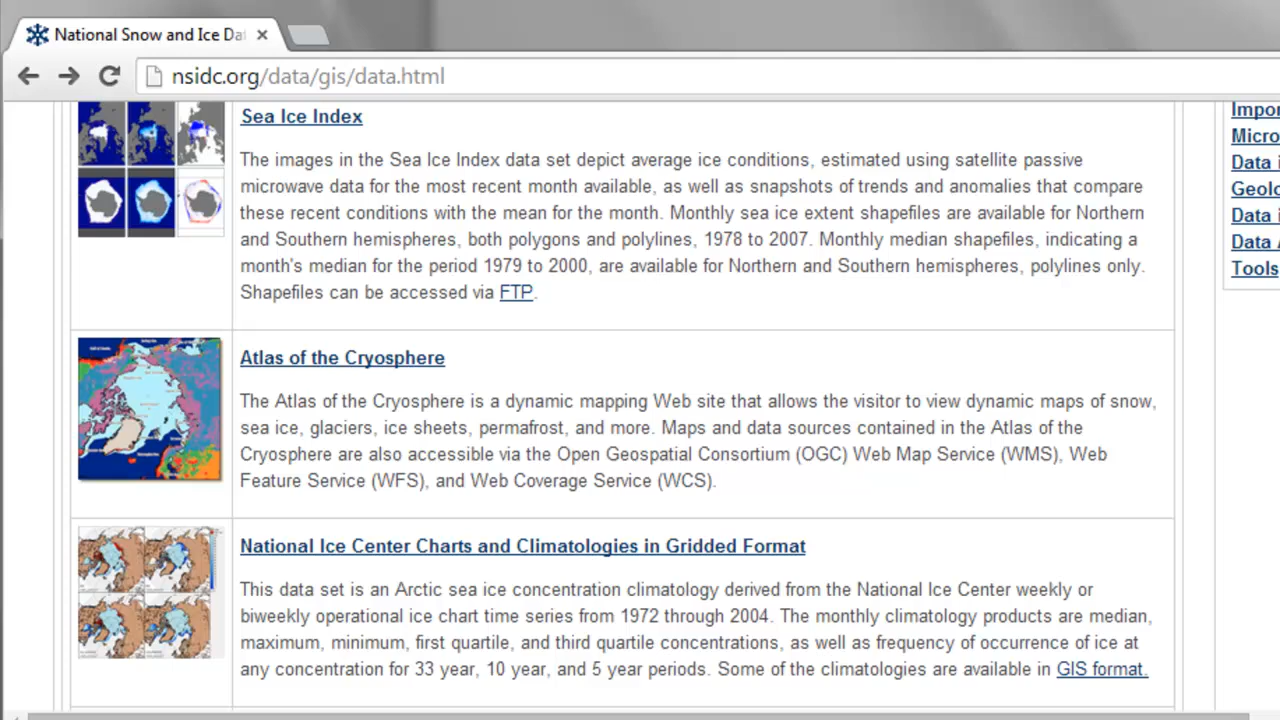 National Snow and Ice Da
nsidc.org/data/gis/data.html
Sea Ice Index
The images in the Sea Ice Index data set depict average ice conditions, estimated using satellite passive
microwave data for the most recent month available, as well as snapshots of trends and anomalies that compare
these recent conditions with the mean for the month. Monthly sea ice extent shapefiles are available for Northern
and Southern hemispheres, both polygons and polylines, 1978 to 2007. Monthly median shapefiles, indicating a
month's median for the period 1979 to 2000, are available for Northern and Southern hemispheres, polylines only.
Shapefiles can be accessed via FTP.
Atlas of the Cryosphere
The Atlas of the Cryosphere is a dynamic mapping Web site that allows the visitor to view dynamic maps of snow,
sea ice, glaciers, ice sheets, permafrost, and more. Maps and data sources contained in the Atlas of the
Cryosphere are also accessible via the Open Geospatial Consortium (OGC) Web Map Service (WMS), Web
Feature Service (WFS), and Web Coverage Service (WCS).
National Ice Center Charts and Climatologies in Gridded Format
This data set is an Arctic sea ice concentration climatology derived from the National Ice Center weekly or
biweekly operational ice chart time series from 1972 through 2004. The monthly climatology products are median,
maximum, minimum, first quartile, and third quartile concentrations, as well as frequency of occurrence of ice at
any concentration for 33 year, 10 year, and 5 year periods. Some of the climatologies are available in GIS format.
Impor
Micro
Data i
Geolo
Data i
Data A
Tools